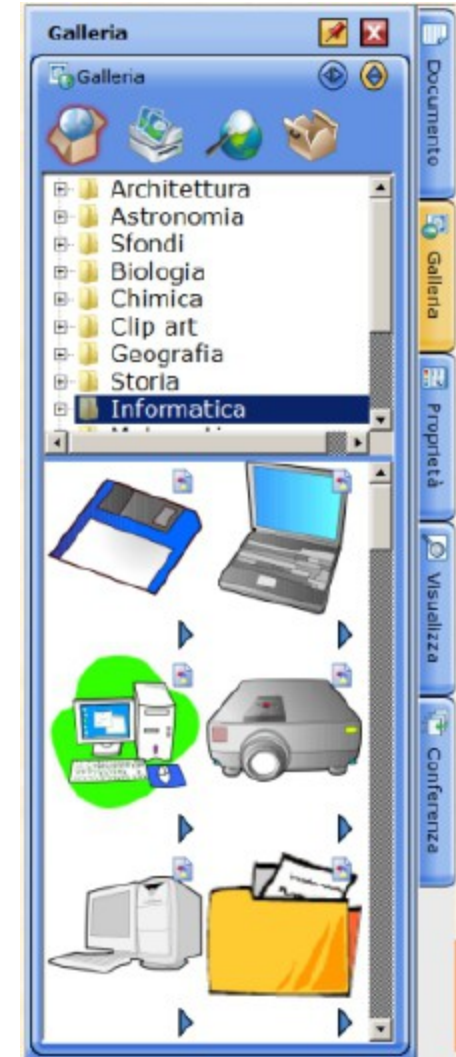 Galleria
Galleria
Architettura
Astronomia
Sfondi
Biologia
Chimica
Clip art
Geografia
Storia
Informatica
Documento
Galleria
Proprietà
Visualizza
Conferenza